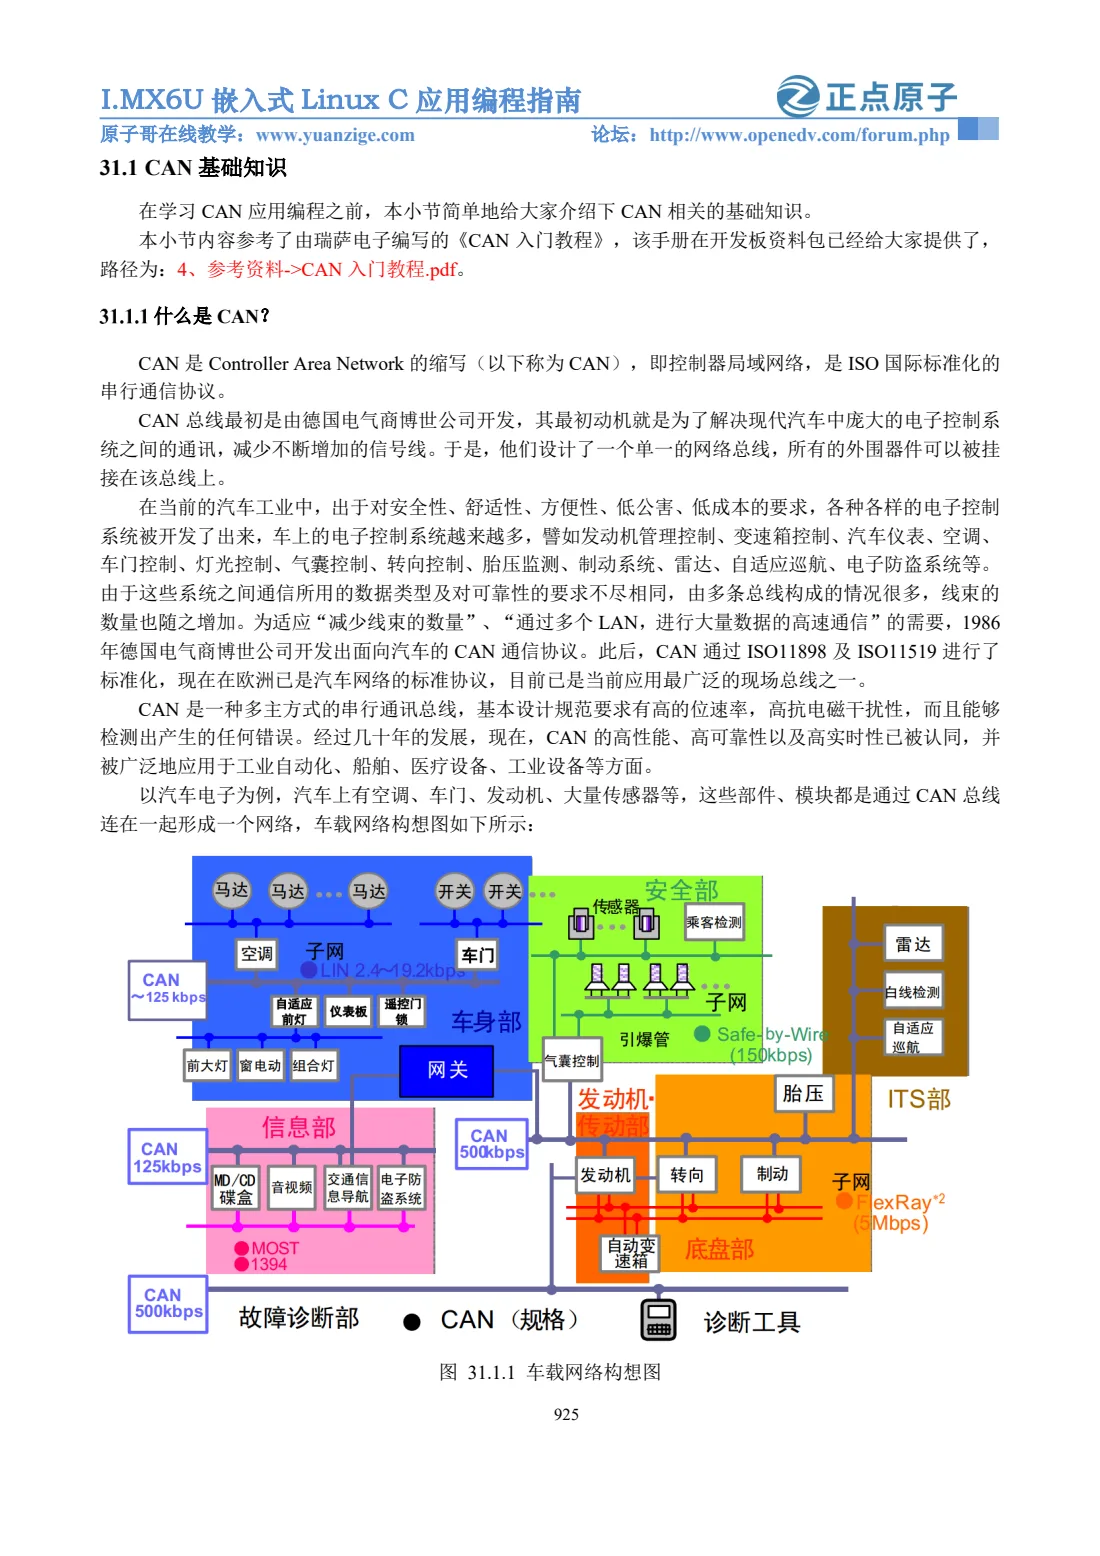 I.MX6U 嵌入式 Linux C 应用编程指南
正点原子
原子哥在线教学：www.yuanzige.com 论坛：http://www.openedv.com/forum.php
31.1 CAN 基础知识
在学习 CAN 应用编程之前，本小节简单地给大家介绍下 CAN 相关的基础知识。
本小节内容参考了由瑞萨电子编写的《CAN 入门教程》，该手册在开发板资料包已经给大家提供了，
路径为：4、参考资料->CAN 入门教程.pdf。
31.1.1 什么是 CAN？
CAN 是 Controller Area Network 的缩写（以下称为 CAN），即控制器局域网络，是 ISO 国际标准化的
串行通信协议。
CAN 总线最初是由德国电气商博世公司开发，其最初动机就是为了解决现代汽车中庞大的电子控制系
统之间的通讯，减少不断增加的信号线。于是，他们设计了一个单一的网络总线，所有的外围器件可以被挂
接在该总线上。
在当前的汽车工业中，出于对安全性、舒适性、方便性、低公害、低成本的要求，各种各样的电子控制
系统被开发了出来，车上的电子控制系统越来越多，譬如发动机管理控制、变速箱控制、汽车仪表、空调、
车门控制、灯光控制、气囊控制、转向控制、胎压监测、制动系统、雷达、自适应巡航、电子防盗系统等。
由于这些系统之间通信所用的数据类型及对可靠性的要求不尽相同，由多条总线构成的情况很多，线束的
数量也随之增加。为适应“减少线束的数量”、“通过多个 LAN，进行大量数据的高速通信”的需要，1986
年德国电气商博世公司开发出面向汽车的 CAN 通信协议。此后，CAN 通过 ISO11898 及 ISO11519 进行了
标准化，现在在欧洲已是汽车网络的标准协议，目前已是当前应用最广泛的现场总线之一。
CAN 是一种多主方式的串行通讯总线，基本设计规范要求有高的位速率，高抗电磁干扰性，而且能够
检测出产生的任何错误。经过几十年的发展，现在，CAN 的高性能、高可靠性以及高实时性已被认同，并
被广泛地应用于工业自动化、船舶、医疗设备、工业设备等方面。
以汽车电子为例，汽车上有空调、车门、发动机、大量传感器等，这些部件、模块都是通过 CAN 总线
连在一起形成一个网络，车载网络构想图如下所示：
马达 马达 马达 开关 开关
空调 子网 车门
LIN 2.4～19.2kbps
CAN
～125 kbps
自适应
前灯
仪表板
遥控门
锁
车身部
前大灯 窗电动 组合灯
网关
安全部
传感器
乘客检测
子网
引爆管
Safe-by-Wire
(150kbps)
气囊控制
雷达
白线检测
自适应
巡航
ITS部
信息部
CAN
125kbps
MD/CD
碟盒
音视频
交通信
息导航
电子防
盗系统
MOST
1394
CAN
500kbps
发动机·
传动部
胎压
发动机 转向 制动
子网
FlexRay*2
(5Mbps)
自动变
速箱
底盘部
CAN
500kbps
故障诊断部 ● CAN（规格） 诊断工具
图 31.1.1 车载网络构想图
925